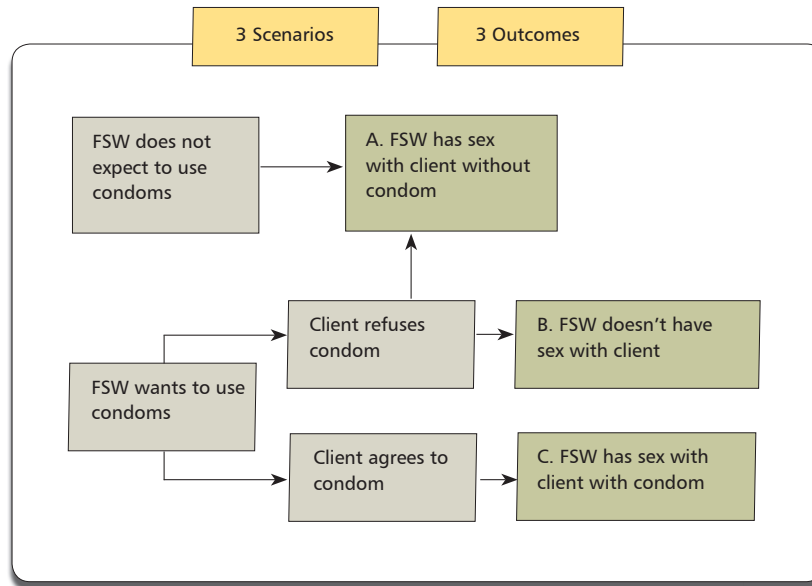 3 Scenarios
3 Outcomes
FSW does not
expect to use
condoms
A. FSW has sex
with client without
condom
Client refuses
condom
B. FSW doesn’t have
sex with client
FSW wants to use
condoms
Client agrees to
condom
C. FSW has sex with
client with condom